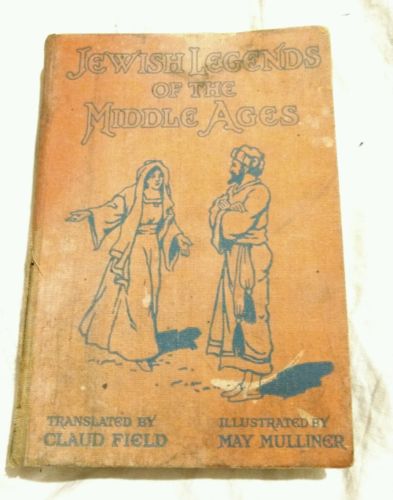 JEWISH LEGENDS
OF THE
MIDDLE AGES
TRANSLATED BY
CLAUD FIELD
ILLUSTRATED BY
MAY MULLINER